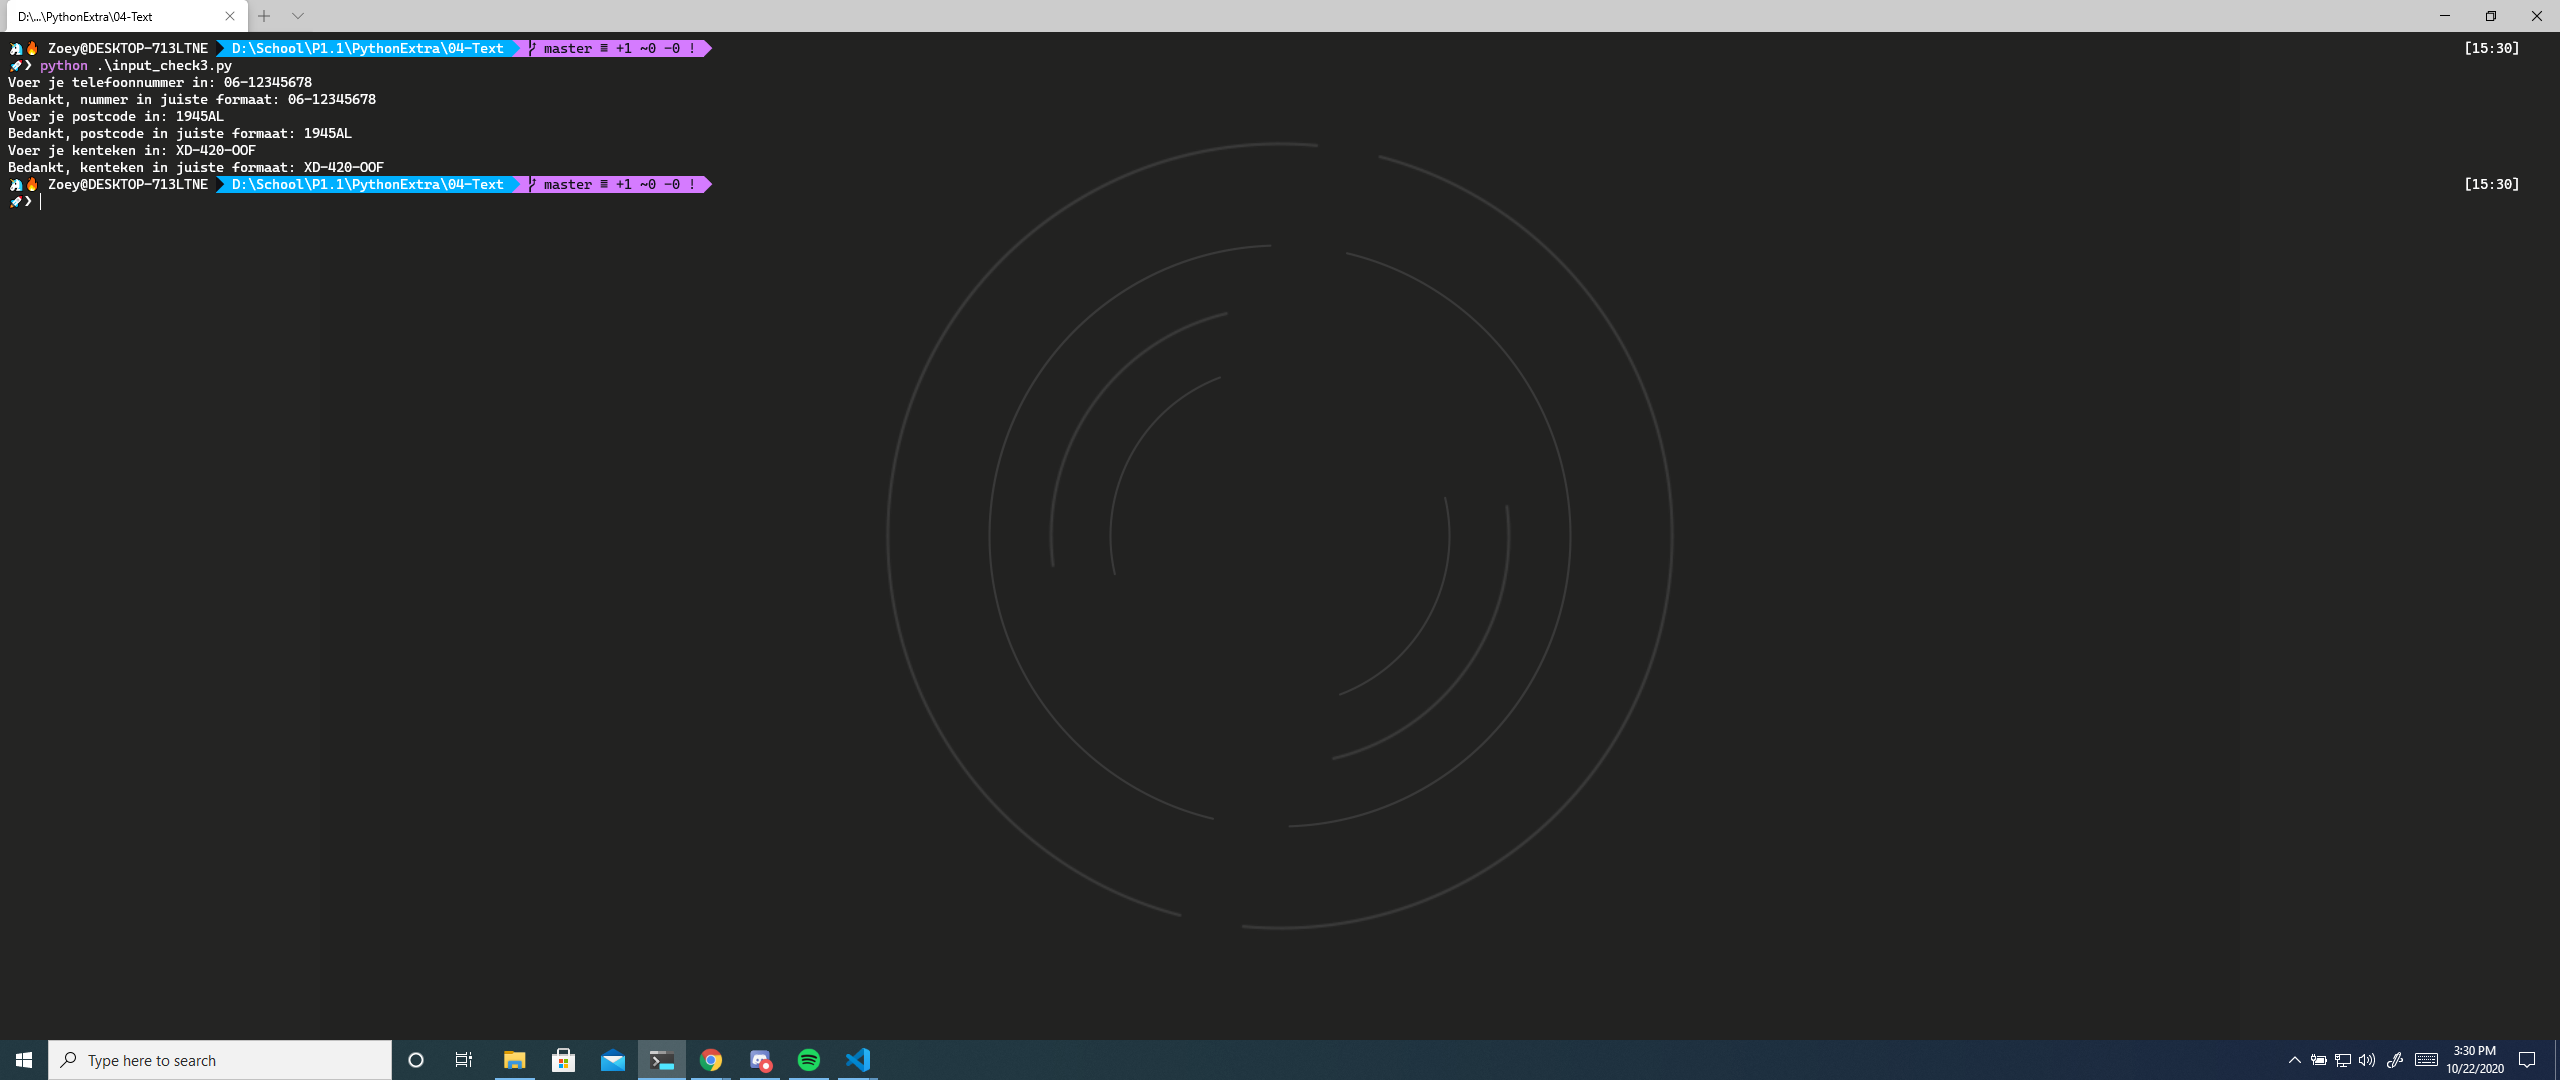 D:\...\PythonExtra\04-Text
Zoey@DESKTOP-713LTNE D:\School\P1.1\PythonExtra\04-Text master ≡ +1 ~0 -0 ! [15:30]
❯ python .\input_check3.py
Voer je telefoonnummer in: 06-12345678
Bedankt, nummer in juiste formaat: 06-12345678
Voer je postcode in: 1945AL
Bedankt, postcode in juiste formaat: 1945AL
Voer je kenteken in: XD-420-OOF
Bedankt, kenteken in juiste formaat: XD-420-OOF
Zoey@DESKTOP-713LTNE D:\School\P1.1\PythonExtra\04-Text master ≡ +1 ~0 -0 ! [15:30]
❯
Type here to search
3:30 PM
10/22/2020